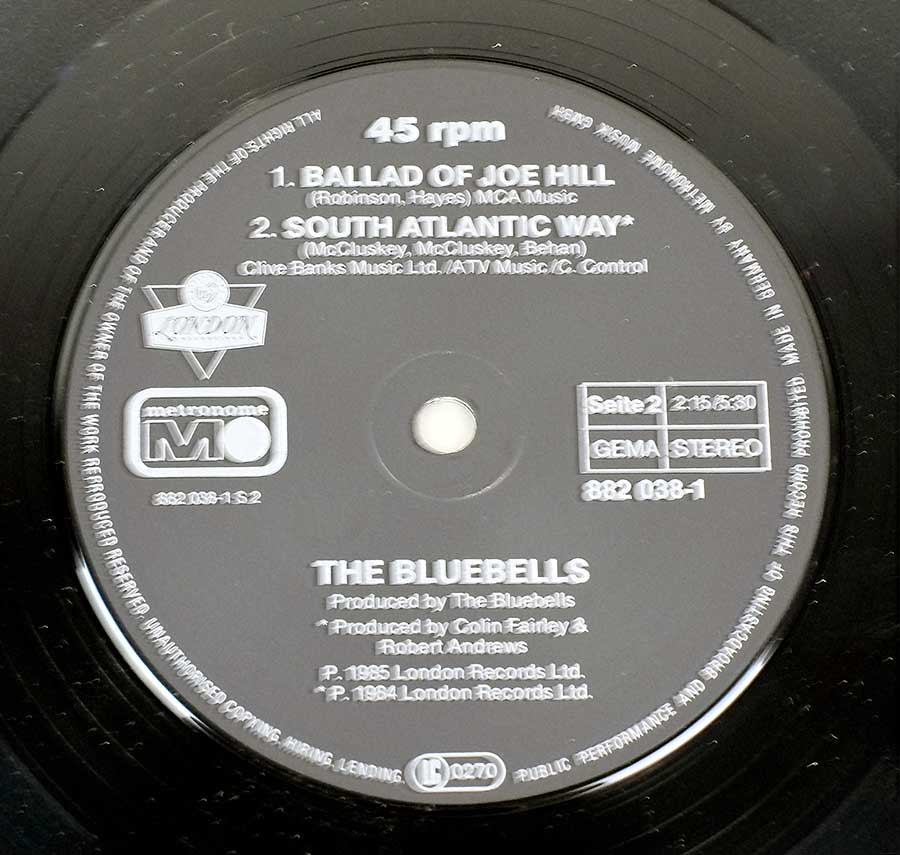 45 rpm
1. BALLAD OF JOE HILL
(Robinson, Hayes) MCA Music
2. SOUTH ATLANTIC WAY*
(McCluskey, McCluskey, Behan)
Clive Banks Music Ltd. /ATV Music /C. Control
LONDON
metronome
M
882 038-1 S 2
Seite 2 2:15/5:30
GEMA STEREO
882 038-1
THE BLUEBELLS
Produced by The Bluebells
* Produced by Colin Fairley &
Robert Andrews
P. 1985 London Records Ltd.
* P. 1984 London Records Ltd.
LC 0270
ALL RIGHTS OF THE PRODUCER AND OF THE OWNER OF THE WORK REPRODUCED RESERVED. UNAUTHORISED COPYING, HIRING, LENDING,
PUBLIC PERFORMANCE AND BROADCASTING OF THIS RECORD PROHIBITED MADE IN GERMANY BY METRONOME MUSIK GMBH